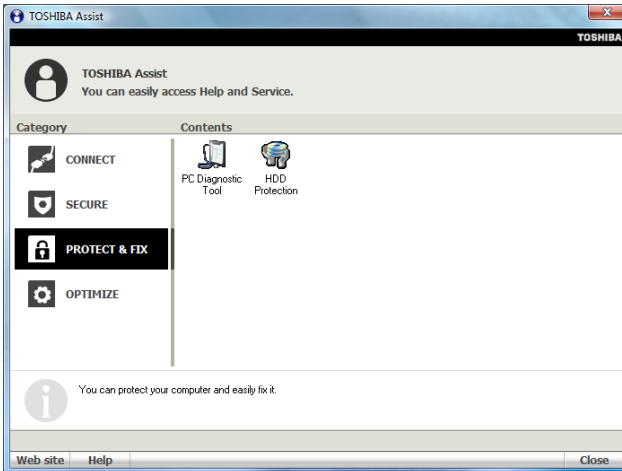 TOSHIBA Assist
TOSHIBA
TOSHIBA Assist
You can easily access Help and Service.
Category
Contents
CONNECT
SECURE
PROTECT & FIX
OPTIMIZE
PC Diagnostic
Tool
HDD
Protection
You can protect your computer and easily fix it.
Web site
Help
Close